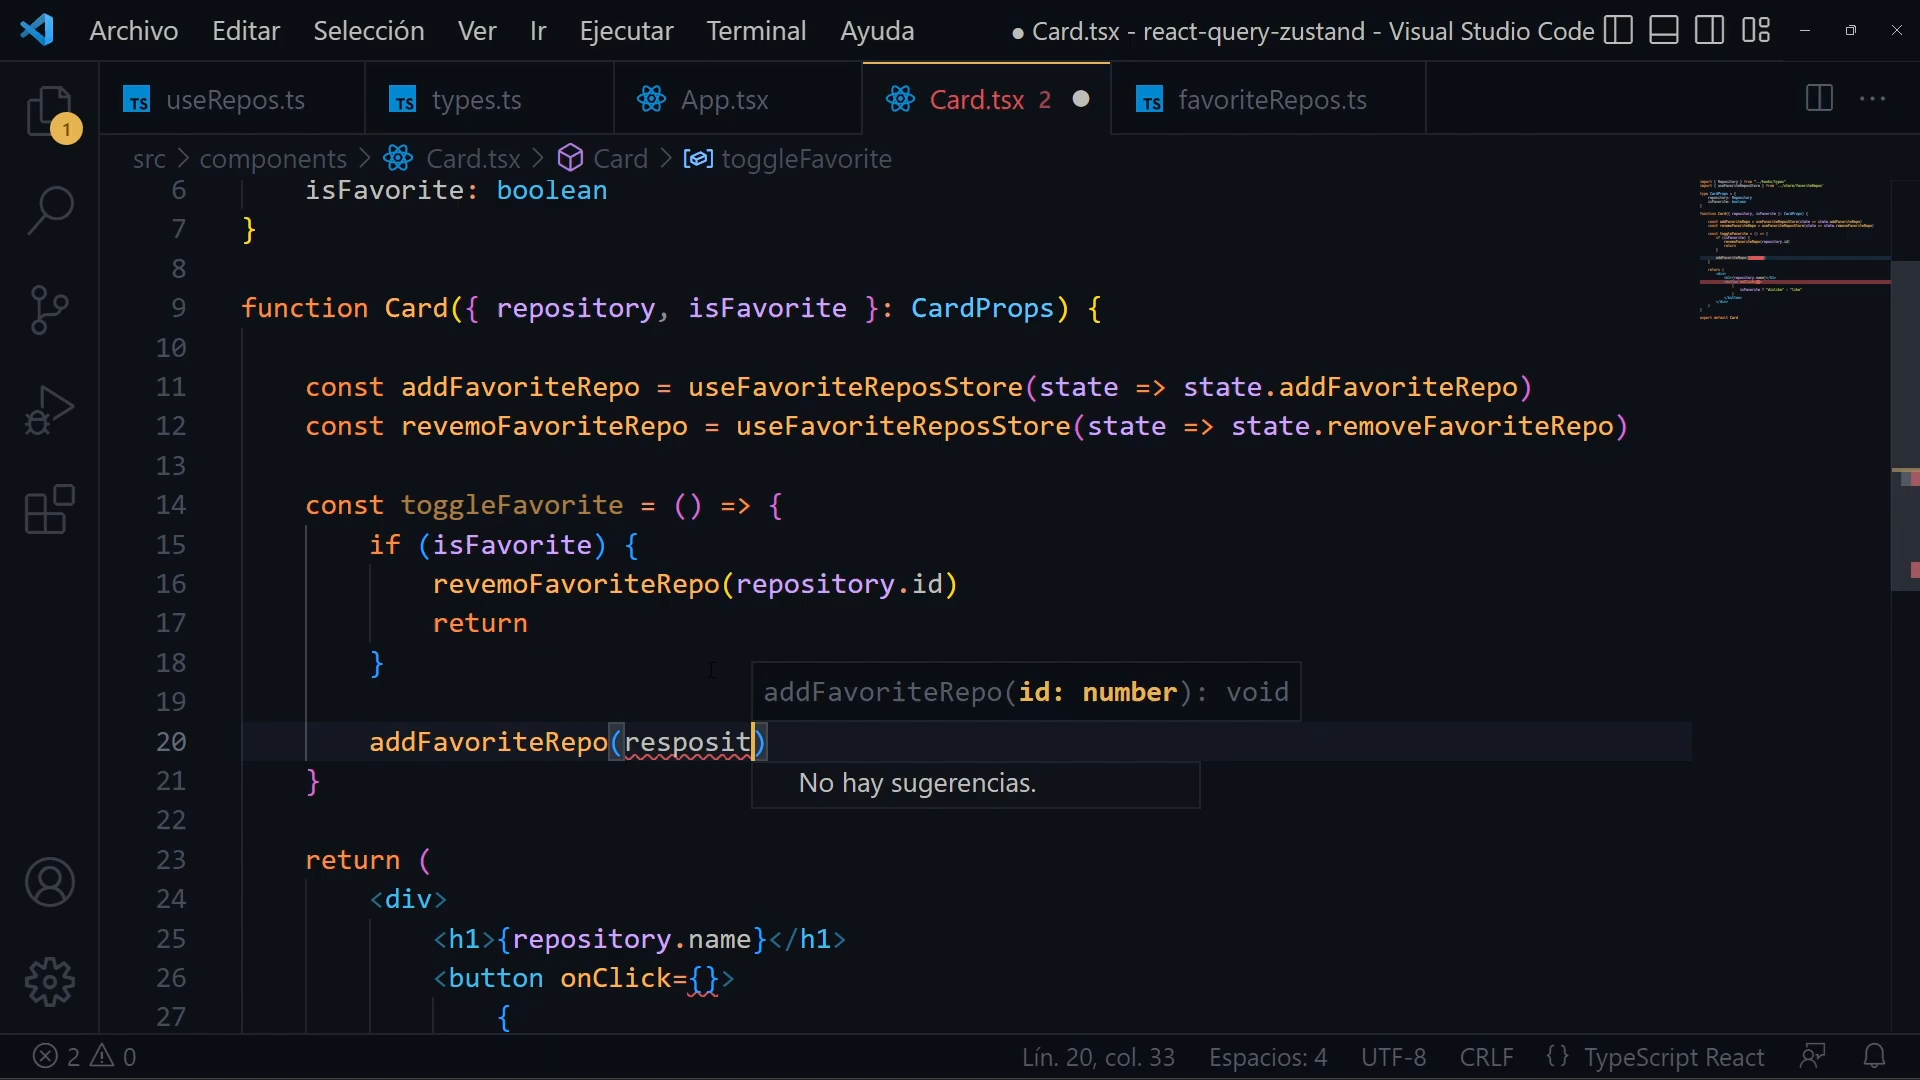 Archivo Editar Selección Ver Ir Ejecutar Terminal Ayuda ● Card.tsx - react-query-zustand - Visual Studio Code
TS useRepos.ts TS types.ts App.tsx Card.tsx 2 ● TS favoriteRepos.ts ···
1
src > components > Card.tsx > Card > toggleFavorite
6 isFavorite: boolean
7 }
8
9 function Card({ repository, isFavorite }: CardProps) {
10
11 const addFavoriteRepo = useFavoriteReposStore(state => state.addFavoriteRepo)
12 const revemoFavoriteRepo = useFavoriteReposStore(state => state.removeFavoriteRepo)
13
14 const toggleFavorite = () => {
15 if (isFavorite) {
16 revemoFavoriteRepo(repository.id)
17 return
18 }
addFavoriteRepo(id: number): void
19
20 addFavoriteRepo(resposit)
21 }
No hay sugerencias.
22
23 return (
24 <div>
25 <h1>{repository.name}</h1>
26 <button onClick={}>
27 {
2 0 Lín. 20, col. 33 Espacios: 4 UTF-8 CRLF {} TypeScript React